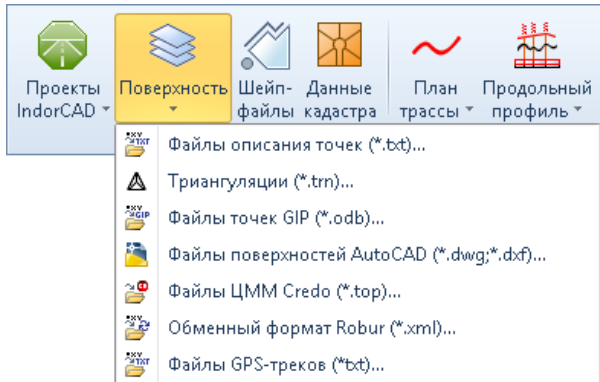 Проекты IndorCAD
Поверхность
Шейп-файлы
Данные кадастра
План трассы
Продольный профиль
Файлы описания точек (*.txt)...
Триангуляции (*.trn)...
Файлы точек GIP (*.odb)...
Файлы поверхностей AutoCAD (*.dwg;*.dxf)...
Файлы ЦММ Credo (*.top)...
Обменный формат Robur (*.xml)...
Файлы GPS-треков (*txt)...